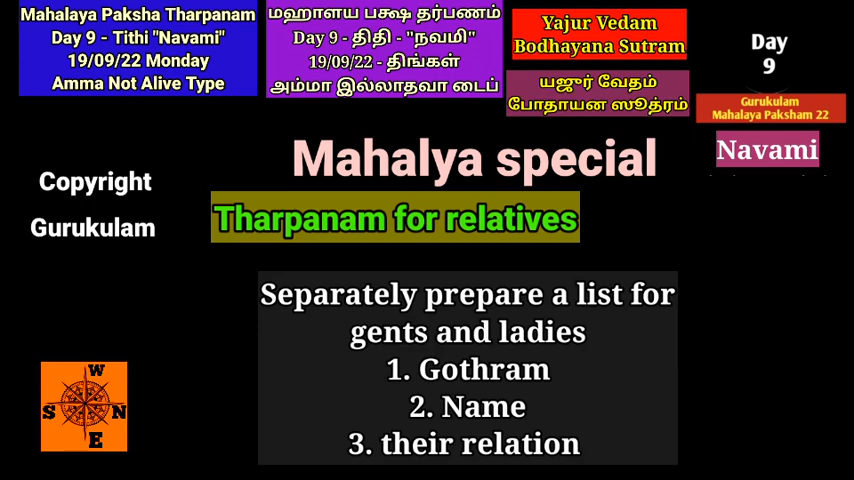 Mahalaya Paksha Tharpanam
Day 9 - Tithi "Navami"
19/09/22 Monday
Amma Not Alive Type
மஹாளய பக்ஷ தர்பணம்
Day 9 - திதி - "நவமி"
19/09/22 - திங்கள்
அம்மா இல்லாதவா டைப்
Yajur Vedam
Bodhayana Sutram
யஜுர் வேதம்
போதாயன ஸூத்ரம்
Day
9
Gurukulam
Mahalaya Paksham 22
Navami
Mahalya special
Copyright
Gurukulam
Tharpanam for relatives
Separately prepare a list for
gents and ladies
1. Gothram
2. Name
3. their relation
W
S N
E